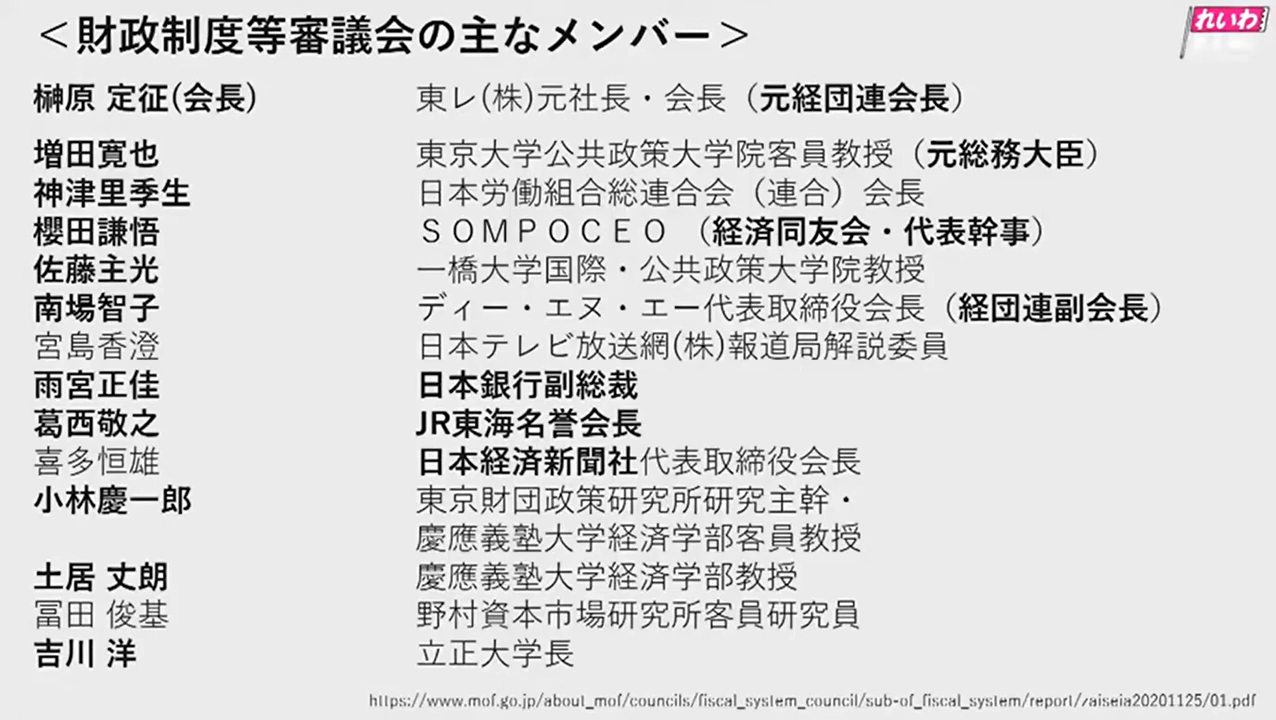 ＜財政制度等審議会の主なメンバー＞
れいわ
榊原 定征(会長) 東レ(株)元社長・会長（元経団連会長）
増田寛也 東京大学公共政策大学院客員教授（元総務大臣）
神津里季生 日本労働組合総連合会（連合）会長
櫻田謙悟 ＳＯＭＰＯＣＥＯ （経済同友会・代表幹事）
佐藤主光 一橋大学国際・公共政策大学院教授
南場智子 ディー・エヌ・エー代表取締役会長（経団連副会長）
宮島香澄 日本テレビ放送網(株)報道局解説委員
雨宮正佳 日本銀行副総裁
葛西敬之 JR東海名誉会長
喜多恒雄 日本経済新聞社代表取締役会長
小林慶一郎 東京財団政策研究所研究主幹・
慶應義塾大学経済学部客員教授
土居 丈朗 慶應義塾大学経済学部教授
冨田 俊基 野村資本市場研究所客員研究員
吉川 洋 立正大学長
https://www.mof.go.jp/about_mof/councils/fiscal_system_council/sub-of_fiscal_system/report/zaiseia20201125/01.pdf